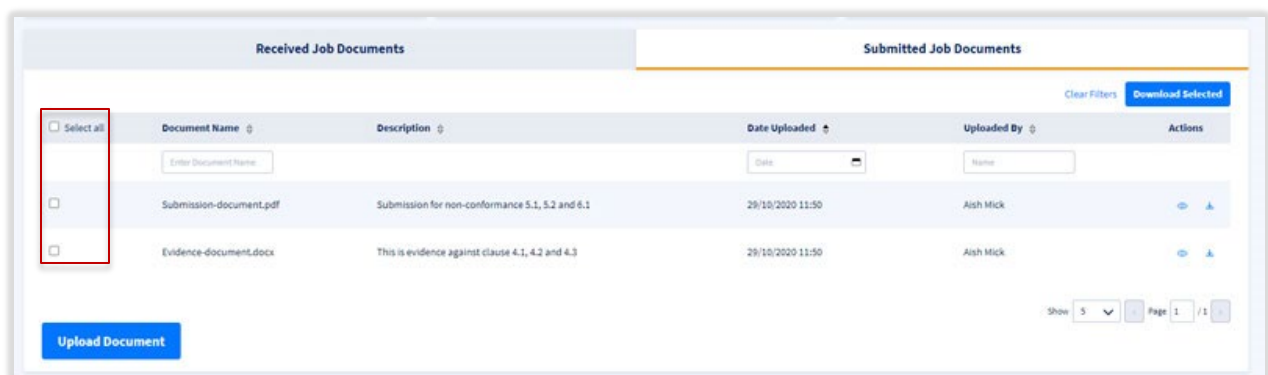 Received Job Documents Submitted Job Documents
Clear Filters Download Selected
Select all Document Name Description Date Uploaded Uploaded By Actions
Enter Document Name Date Name
Submission-document.pdf Submission for non-conformance 5.1, 5.2 and 6.1 29/10/2020 11:50 Aish Mick
Evidence-document.docx This is evidence against clause 4.1, 4.2 and 4.3 29/10/2020 11:50 Aish Mick
Show 5 Page 1 / 1
Upload Document